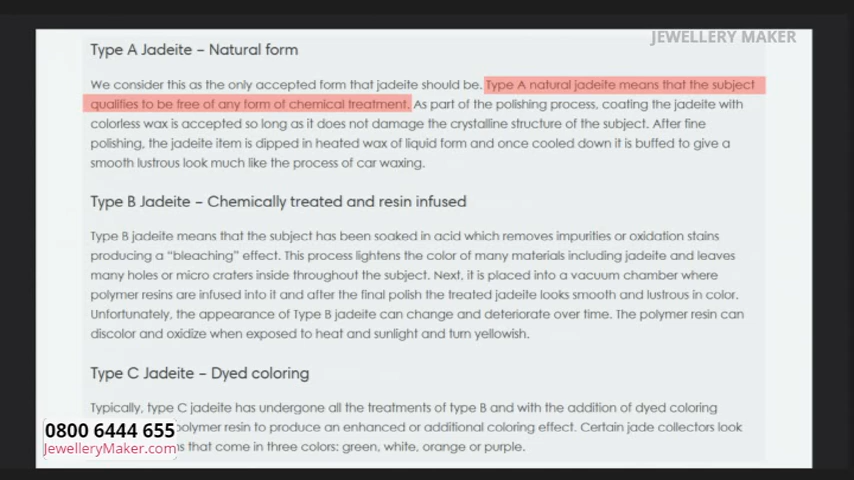 JEWELLERY MAKER
Type A Jadeite – Natural form
We consider this as the only accepted form that jadeite should be. Type A natural jadeite means that the subject
qualifies to be free of any form of chemical treatment. As part of the polishing process, coating the jadeite with
colorless wax is accepted so long as it does not damage the crystalline structure of the subject. After fine
polishing, the jadeite item is dipped in heated wax of liquid form and once cooled down it is buffed to give a
smooth lustrous look much like the process of car waxing.
Type B Jadeite – Chemically treated and resin infused
Type B jadeite means that the subject has been soaked in acid which removes impurities or oxidation stains
producing a “bleaching” effect. This process lightens the color of many materials including jadeite and leaves
many holes or micro craters inside throughout the subject. Next, it is placed into a vacuum chamber where
polymer resins are infused into it and after the final polish the treated jadeite looks smooth and lustrous in color.
Unfortunately, the appearance of Type B jadeite can change and deteriorate over time. The polymer resin can
discolor and oxidize when exposed to heat and sunlight and turn yellowish.
Type C Jadeite – Dyed coloring
Typically, type C jadeite has undergone all the treatments of type B and with the addition of dyed coloring
polymer resin to produce an enhanced or additional coloring effect. Certain jade collectors look
that come in three colors: green, white, orange or purple.
0800 6444 655
JewelleryMaker.com